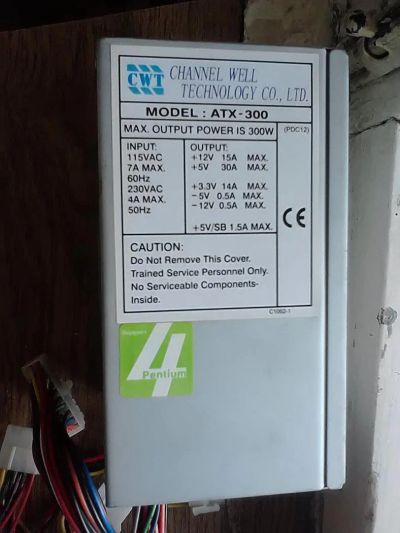 CWT CHANNEL WELL
TECHNOLOGY CO., LTD.
MODEL : ATX-300
MAX. OUTPUT POWER IS 300W (PDC12)
INPUT: OUTPUT:
115VAC +12V 15A MAX.
7A MAX. +5V 30A MAX.
60Hz
230VAC +3.3V 14A MAX.
4A MAX. -5V 0.5A MAX.
50Hz -12V 0.5A MAX.
+5V/SB 1.5A MAX.
CE
CAUTION:
Do Not Remove This Cover.
Trained Service Personnel Only.
No Serviceable Components-
Inside.
C1062-1
Supports
4
Pentium